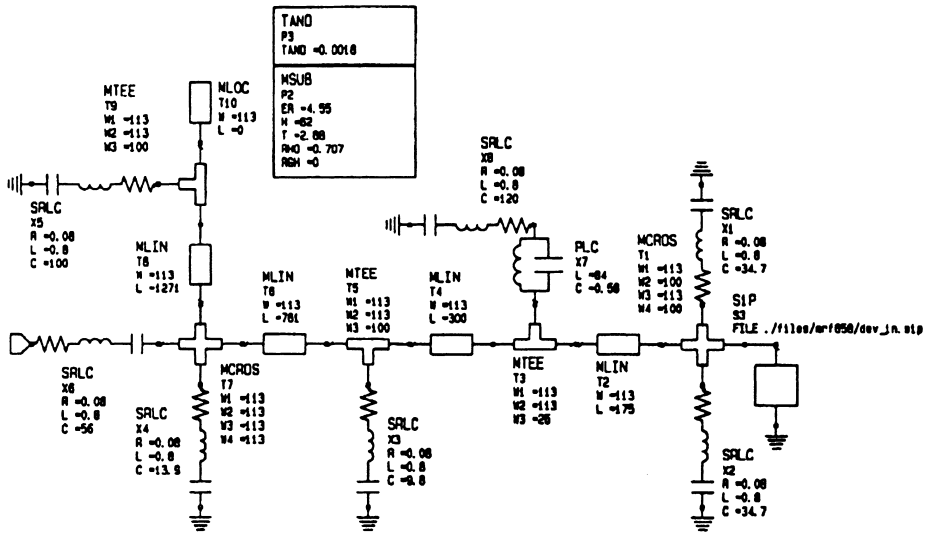 TAND
P3
TAND =0.0018
MSUB
P2
ER =4.55
H =62
T =2.88
RHO =0.707
RGH =0
MTEE
T9
W1 =113
W2 =113
W3 =100
MLOC
T10
W =113
L =0
SRLC
X5
R =0.08
L =0.8
C =100
MLIN
T8
W =113
L =1271
SRLC
X8
R =0.08
L =0.8
C =120
PLC
X7
L =84
C =0.56
MCROS
T1
W1 =113
W2 =100
W3 =113
W4 =100
SRLC
X1
R =0.08
L =0.8
C =34.7
S1P
S3
FILE ./files/mrf858/dev_in.s1p
MLIN
T6
W =113
L =761
MTEE
T5
W1 =113
W2 =113
W3 =100
MLIN
T4
W =113
L =300
SRLC
X6
R =0.08
L =0.8
C =56
SRLC
X4
R =0.08
L =0.8
C =13.9
MCROS
T7
W1 =113
W2 =113
W3 =113
W4 =113
SRLC
X3
R =0.08
L =0.8
C =9.8
MTEE
T3
W1 =113
W2 =113
W3 =26
MLIN
T2
W =113
L =175
SRLC
X2
R =0.08
L =0.8
C =34.7